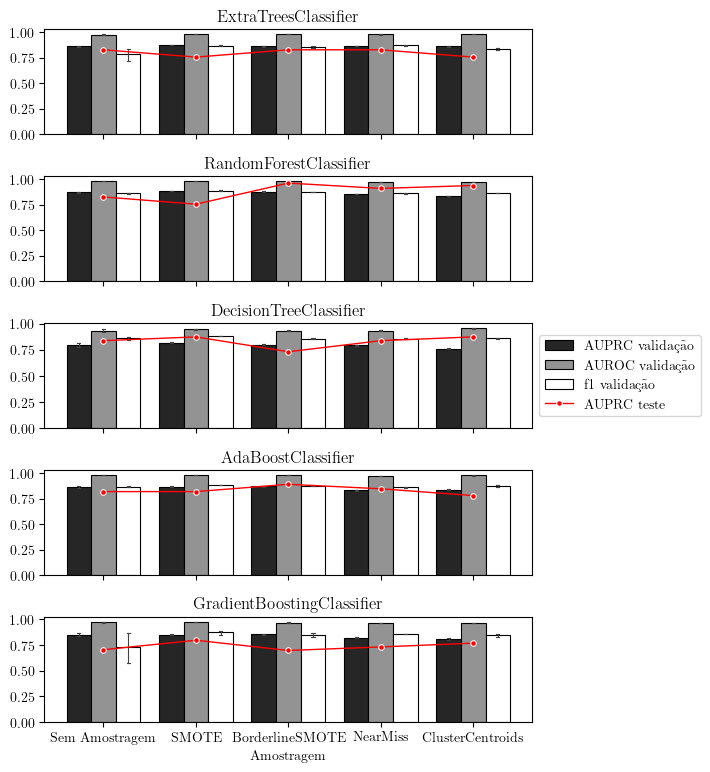 ExtraTreesClassifier
1.00
0.75
0.50
0.25
0.00
RandomForestClassifier
1.00
0.75
0.50
0.25
0.00
DecisionTreeClassifier
1.00
0.75
0.50
0.25
0.00
AUPRC validação
AUROC validação
f1 validação
AUPRC teste
AdaBoostClassifier
1.00
0.75
0.50
0.25
0.00
GradientBoostingClassifier
1.00
0.75
0.50
0.25
0.00
Sem Amostragem SMOTE BorderlineSMOTE NearMiss ClusterCentroids
Amostragem